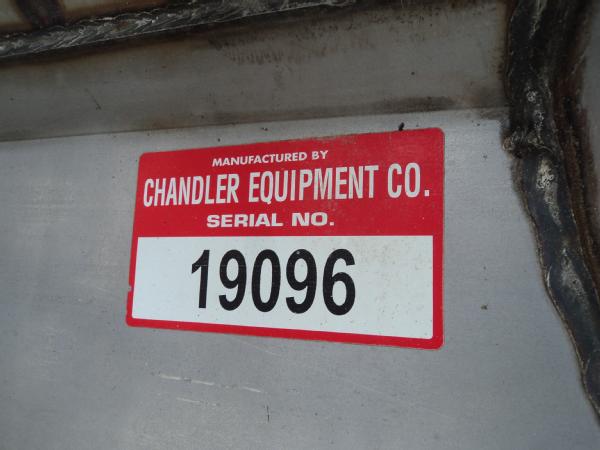 MANUFACTURED BY
CHANDLER EQUIPMENT CO.
SERIAL NO.
19096